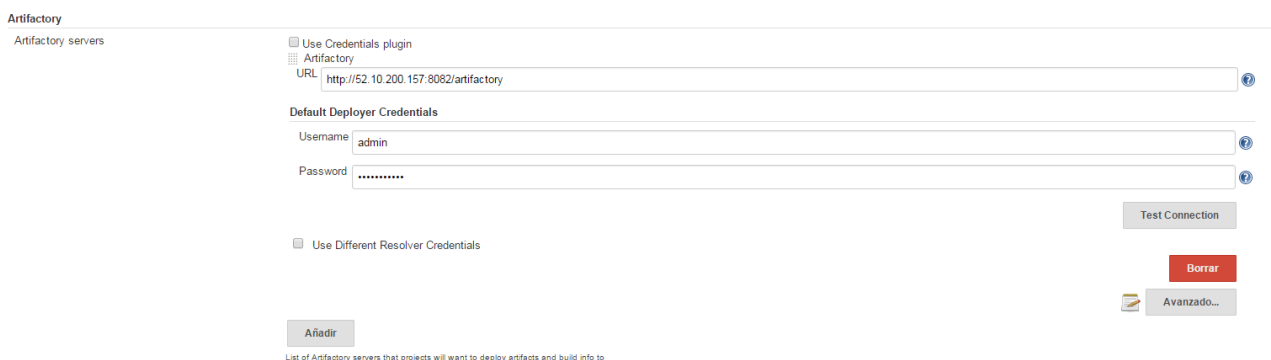 Artifactory
Artifactory servers
Use Credentials plugin
Artifactory
URL http://52.10.200.157:8082/artifactory
Default Deployer Credentials
Username admin
Password •••••••••••
Test Connection
Use Different Resolver Credentials
Borrar
Avanzado...
Añadir
List of Artifactory servers that projects will want to deploy artifacts and build info to